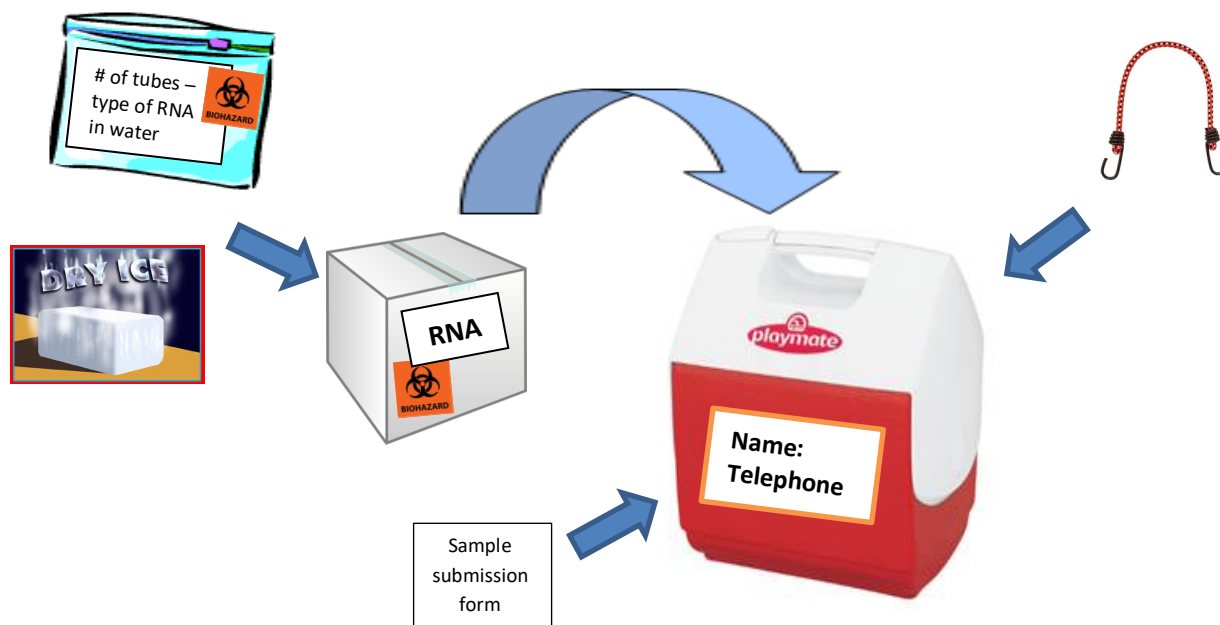 # of tubes –
type of RNA
in water
BIOHAZARD
DRY ICE
RNA
BIOHAZARD
playmate
Name:
Telephone
Sample
submission
form